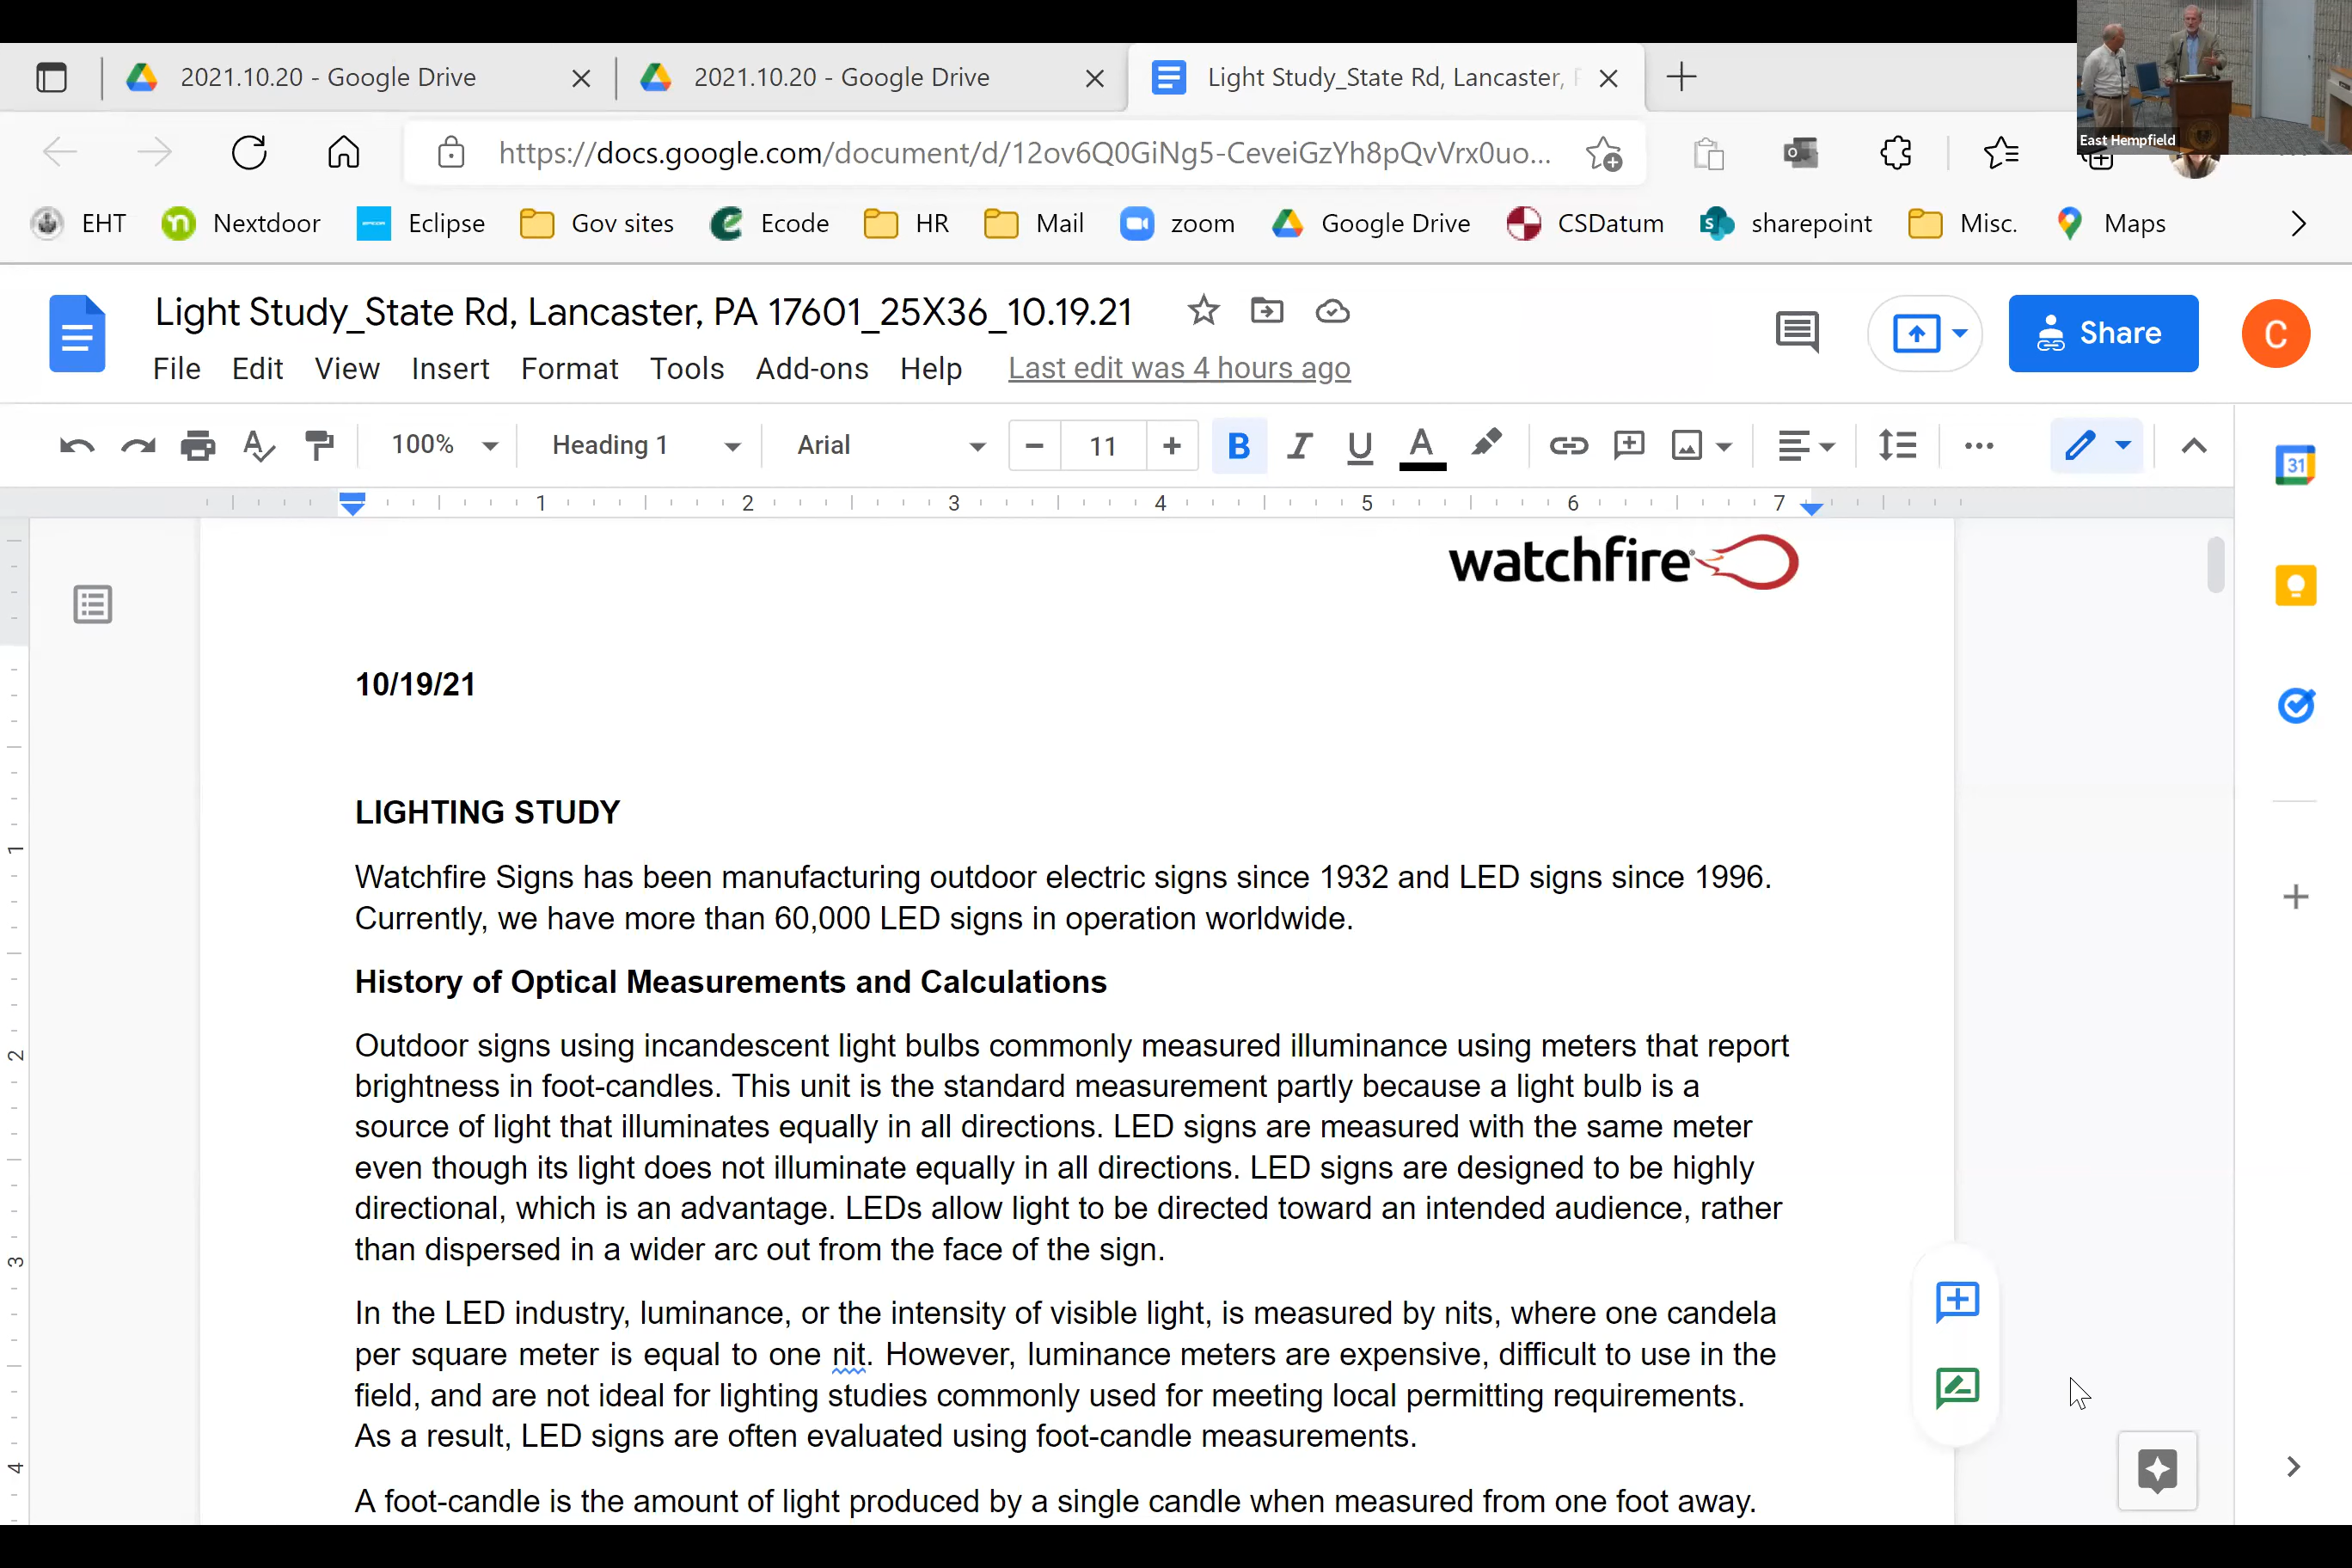 2021.10.20 - Google Drive
2021.10.20 - Google Drive
Light Study_State Rd, Lancaster,
East Hempfield
https://docs.google.com/document/d/12ov6Q0GiNg5-CeveiGzYh8pQvVrx0uo...
EHT Nextdoor Eclipse Gov sites Ecode HR Mail zoom Google Drive CSDatum sharepoint Misc. Maps
Light Study_State Rd, Lancaster, PA 17601_25X36_10.19.21
Share
C
File Edit View Insert Format Tools Add-ons Help Last edit was 4 hours ago
100% Heading 1 Arial 11 B I U A
31
1 2 3 4 5 6 7
watchfire
10/19/21
LIGHTING STUDY
Watchfire Signs has been manufacturing outdoor electric signs since 1932 and LED signs since 1996.
Currently, we have more than 60,000 LED signs in operation worldwide.
History of Optical Measurements and Calculations
Outdoor signs using incandescent light bulbs commonly measured illuminance using meters that report
brightness in foot-candles. This unit is the standard measurement partly because a light bulb is a
source of light that illuminates equally in all directions. LED signs are measured with the same meter
even though its light does not illuminate equally in all directions. LED signs are designed to be highly
directional, which is an advantage. LEDs allow light to be directed toward an intended audience, rather
than dispersed in a wider arc out from the face of the sign.
In the LED industry, luminance, or the intensity of visible light, is measured by nits, where one candela
per square meter is equal to one nit. However, luminance meters are expensive, difficult to use in the
field, and are not ideal for lighting studies commonly used for meeting local permitting requirements.
As a result, LED signs are often evaluated using foot-candle measurements.
A foot-candle is the amount of light produced by a single candle when measured from one foot away.
1
2
3
4